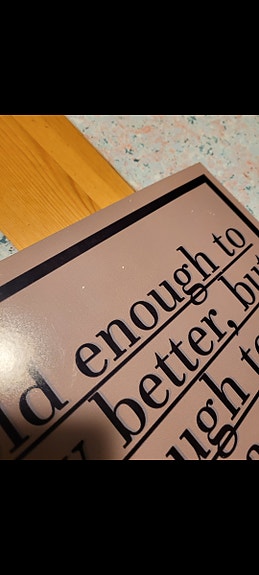 ld enough to
better, but
ugh to